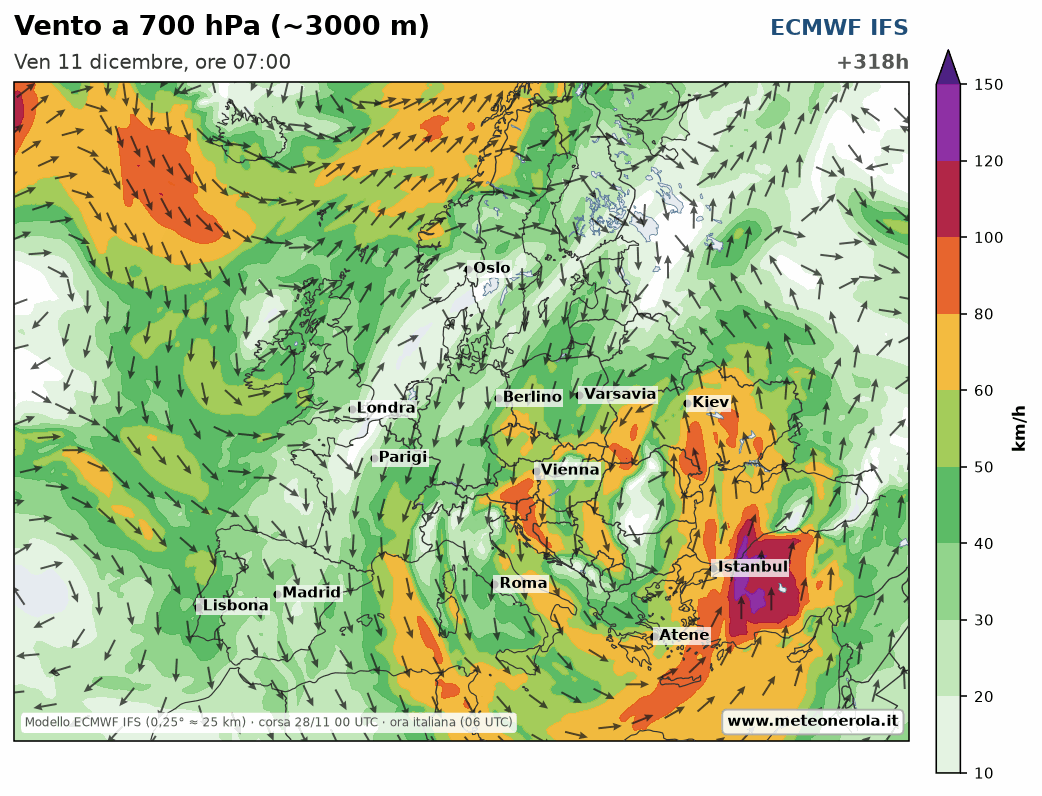 Vento a 700 hPa (~3000 m)
ECMWF IFS
Ven 11 dicembre, ore 07:00
+318h
150
120
100
80
60
50
40
30
20
10
km/h
Oslo
Berlino
Varsavia
Kiev
Londra
Parigi
Vienna
Istanbul
Roma
Madrid
Lisbona
Atene
Modello ECMWF IFS (0,25° ≈ 25 km) · corsa 28/11 00 UTC · ora italiana (06 UTC)
www.meteonerola.it